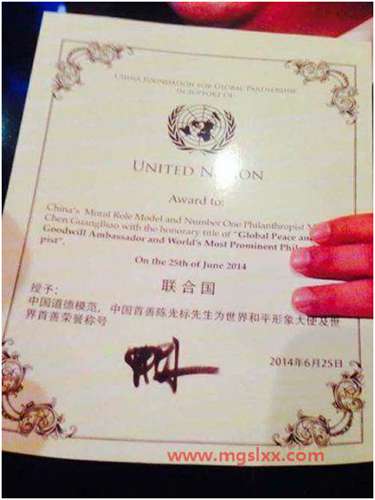 CHINA FOUNDATION FOR GLOBAL PARTNERSHIP
IN SUPPORT OF
UNITED NATION
Award to:
China's Moral Role Model and Number One Philanthropist
Chen GuangBiao with the honorary title of "Global Peace and
Goodwill Ambassador and World's Most Prominent
pist".
On the 25th of June 2014
联合国
授予：
中国道德模范，中国首善陈光标先生为世界和平形象大使及世
界首善荣誉称号
2014年6月25日
www.mgslxx.com